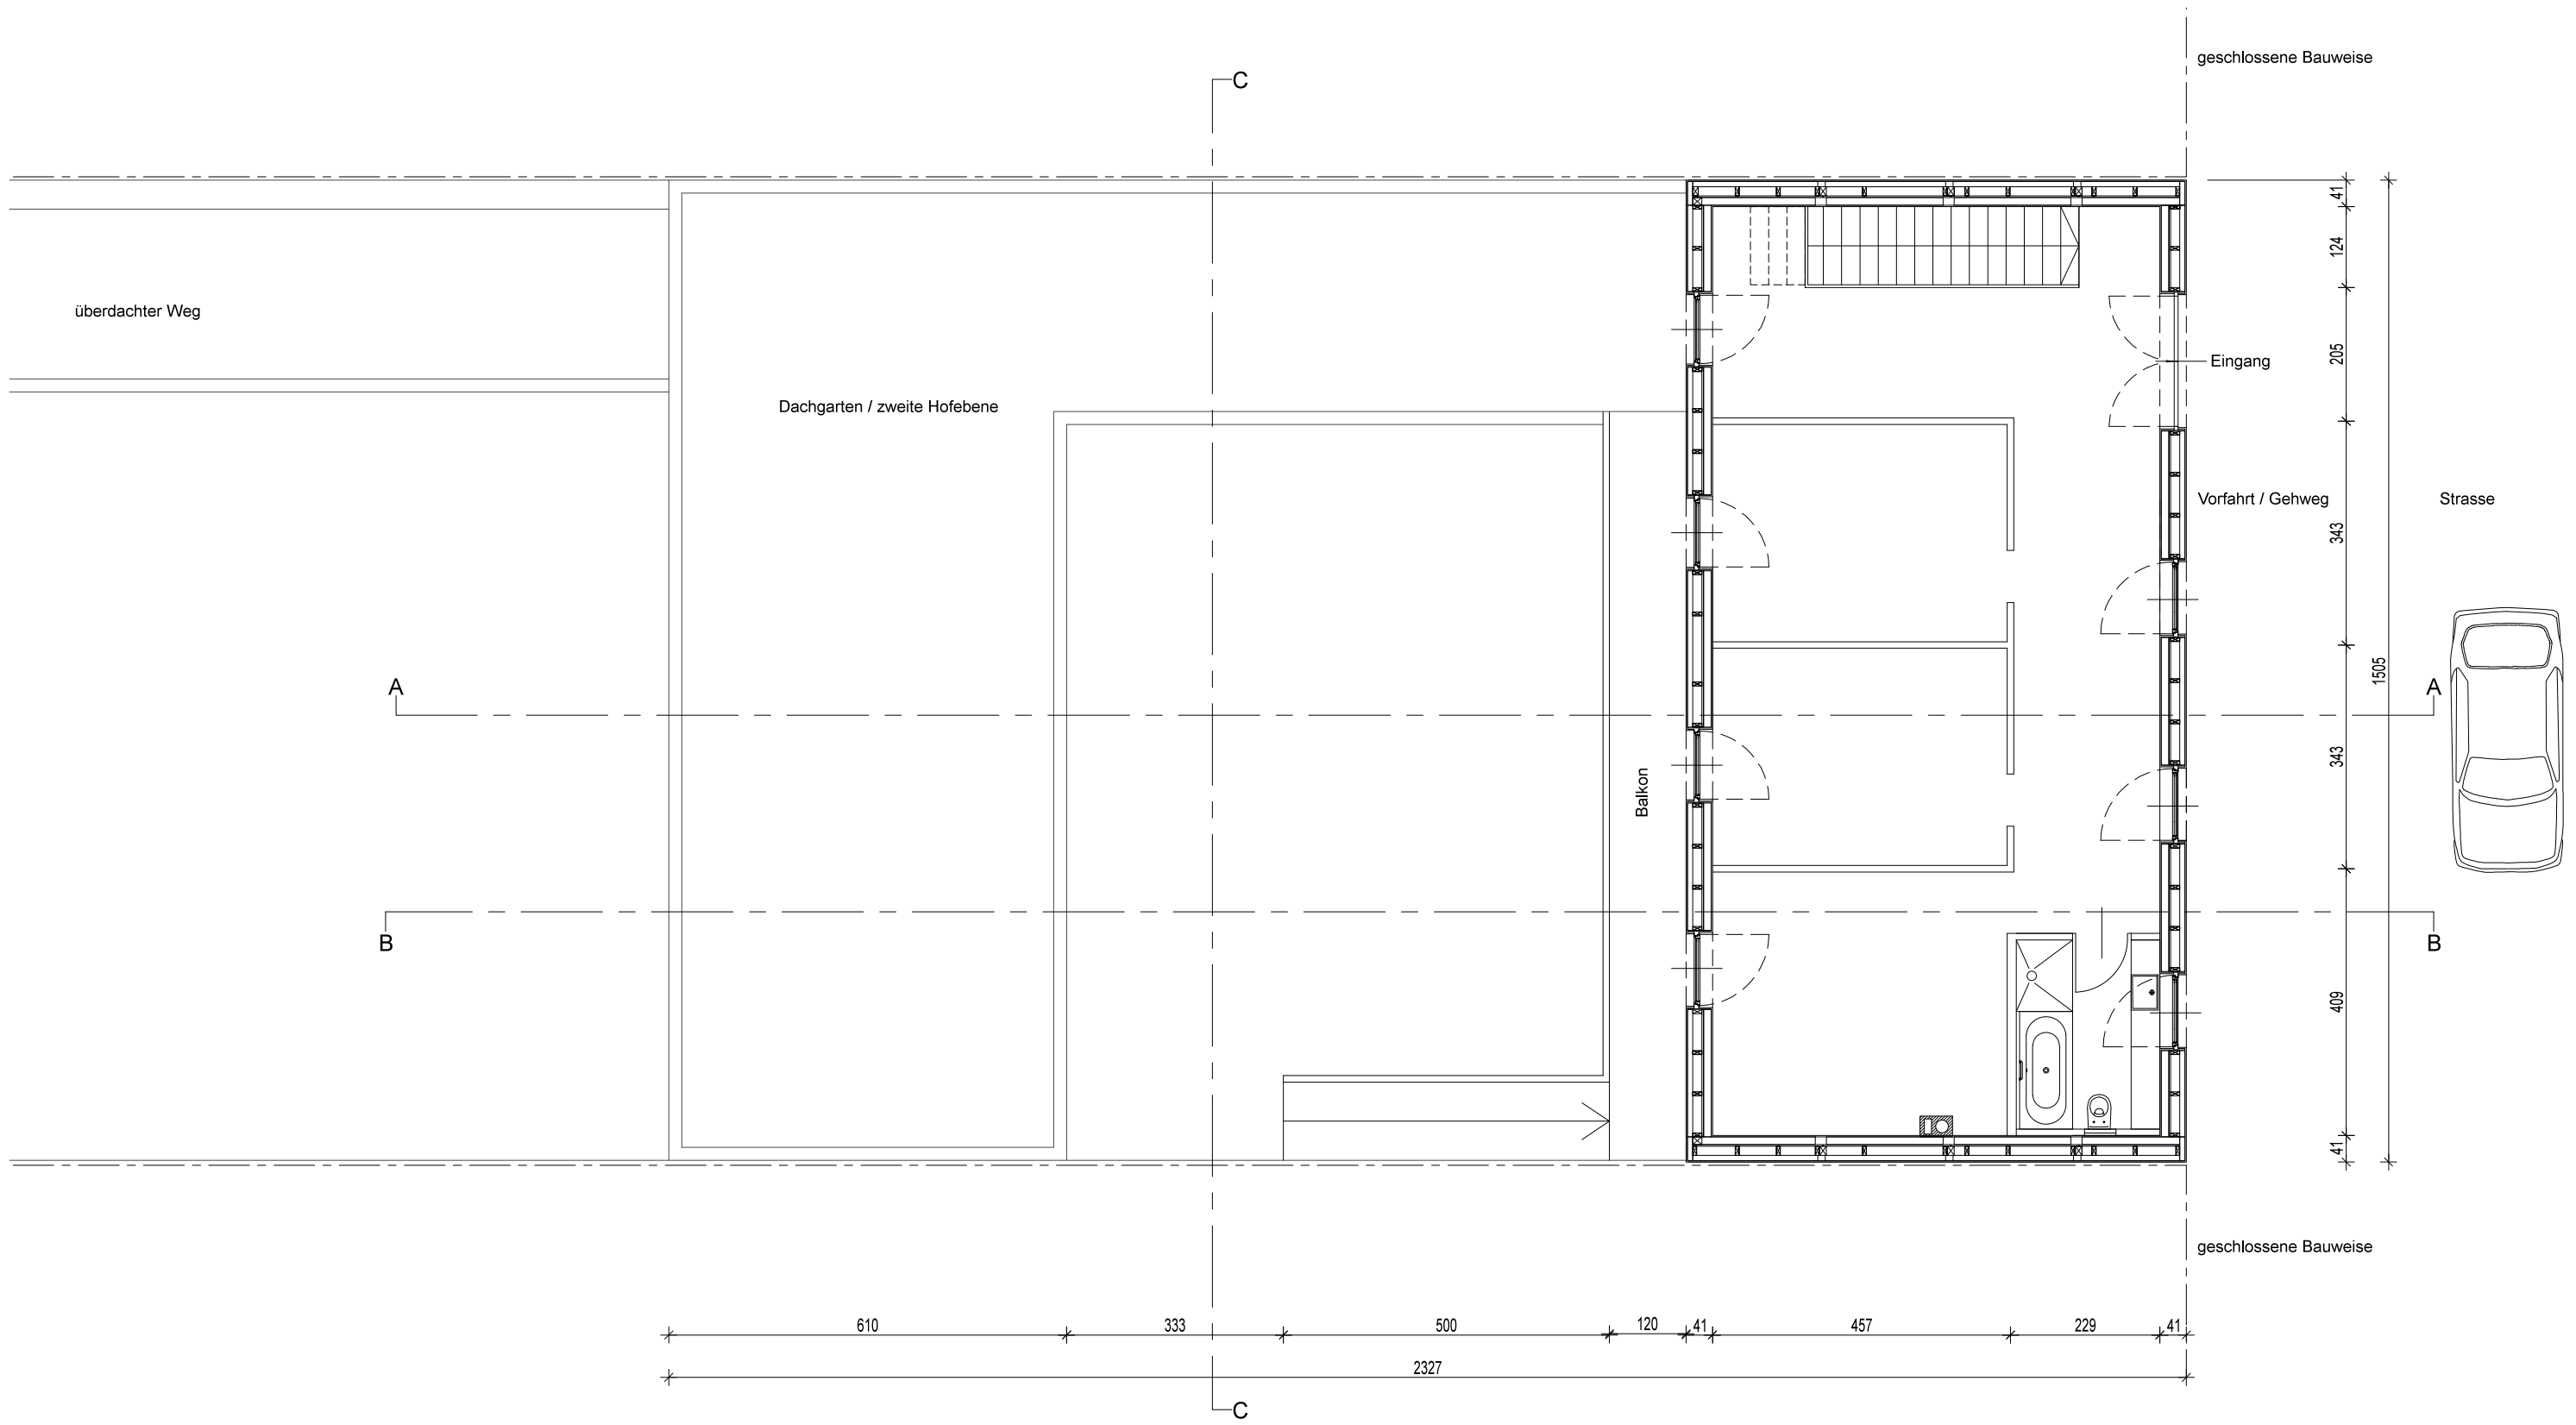 geschlossene Bauweise
C
41
124
überdachter Weg
205
Eingang
Dachgarten / zweite Hofebene
Vorfahrt / Gehweg
Strasse
343
1505
A
A
343
Balkon
B
B
409
41
geschlossene Bauweise
610
333
500
120
41
457
229
41
2327
C